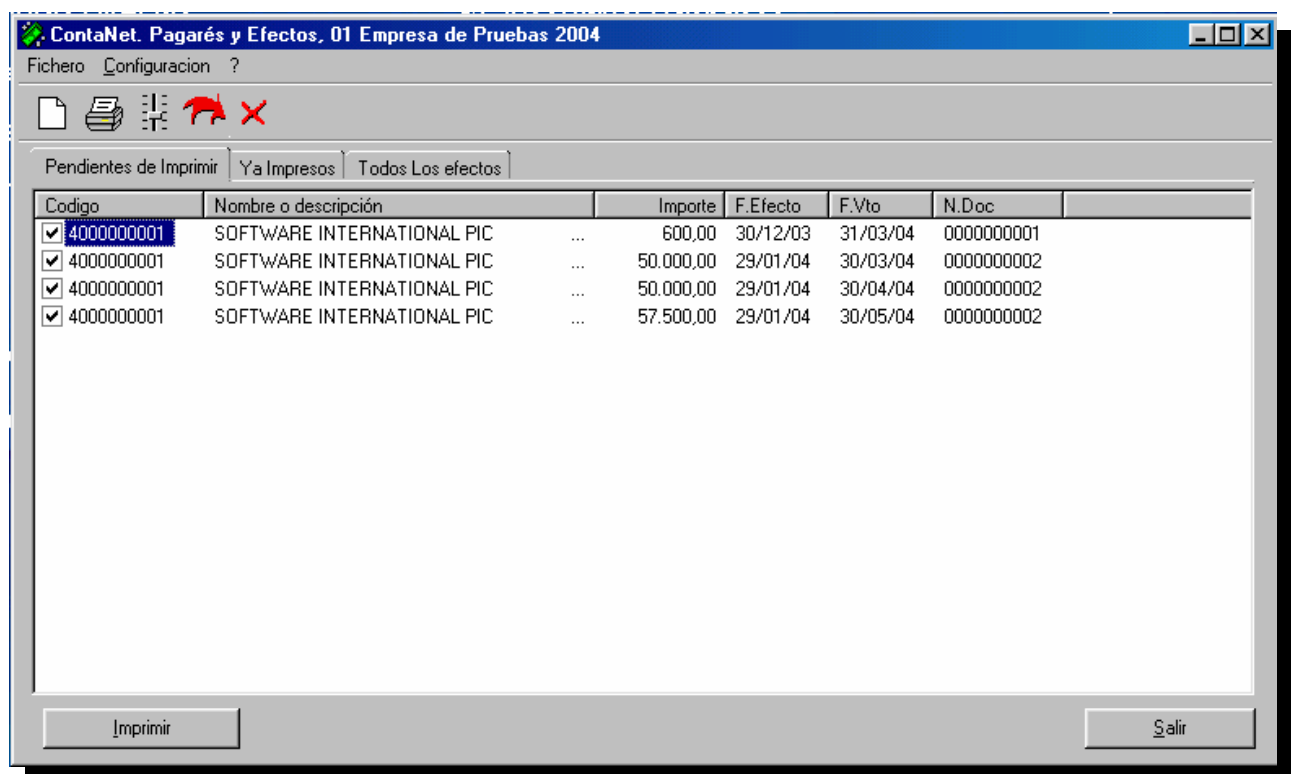 ContaNet. Pagarés y Efectos, 01 Empresa de Pruebas 2004
Fichero Configuracion ?
Pendientes de Imprimir Ya Impresos Todos Los efectos
Codigo Nombre o descripción Importe F.Efecto F.Vto N.Doc
4000000001 SOFTWARE INTERNATIONAL PIC ... 600,00 30/12/03 31/03/04 0000000001
4000000001 SOFTWARE INTERNATIONAL PIC ... 50.000,00 29/01/04 30/03/04 0000000002
4000000001 SOFTWARE INTERNATIONAL PIC ... 50.000,00 29/01/04 30/04/04 0000000002
4000000001 SOFTWARE INTERNATIONAL PIC ... 57.500,00 29/01/04 30/05/04 0000000002
Imprimir Salir